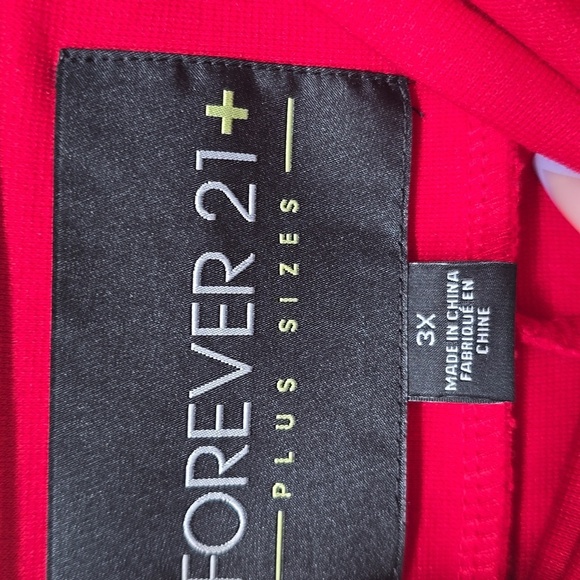 FOREVER 21+
PLUS SIZES
3X
MADE IN CHINA
FABRIQUÉ EN
CHINE